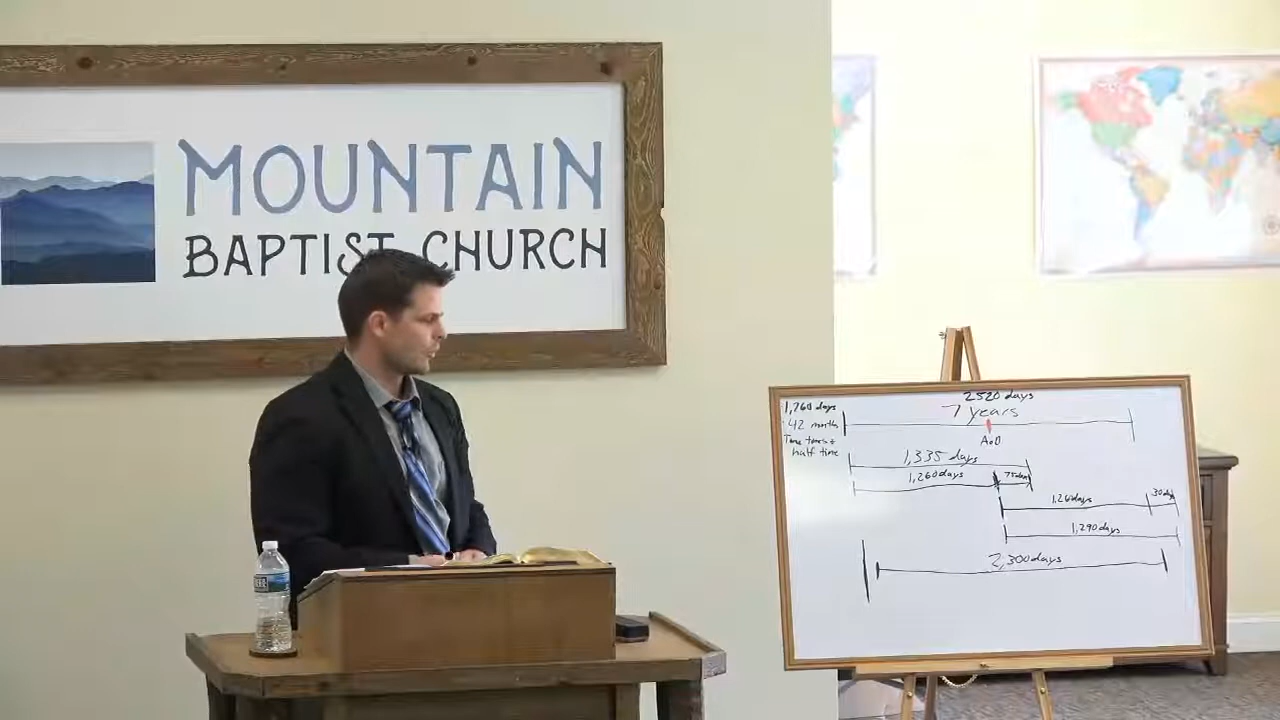 MOUNTAIN
BAPTIST CHURCH
2520 days
7 years
AoD
1,260 days
42 months
Time times +
half time
1,335 days
1,260 days
75 days
1,260 days
30 days
1,290 days
2,300 days